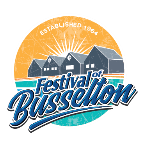 ESTABLISHED 1964
Festival of
Busselton